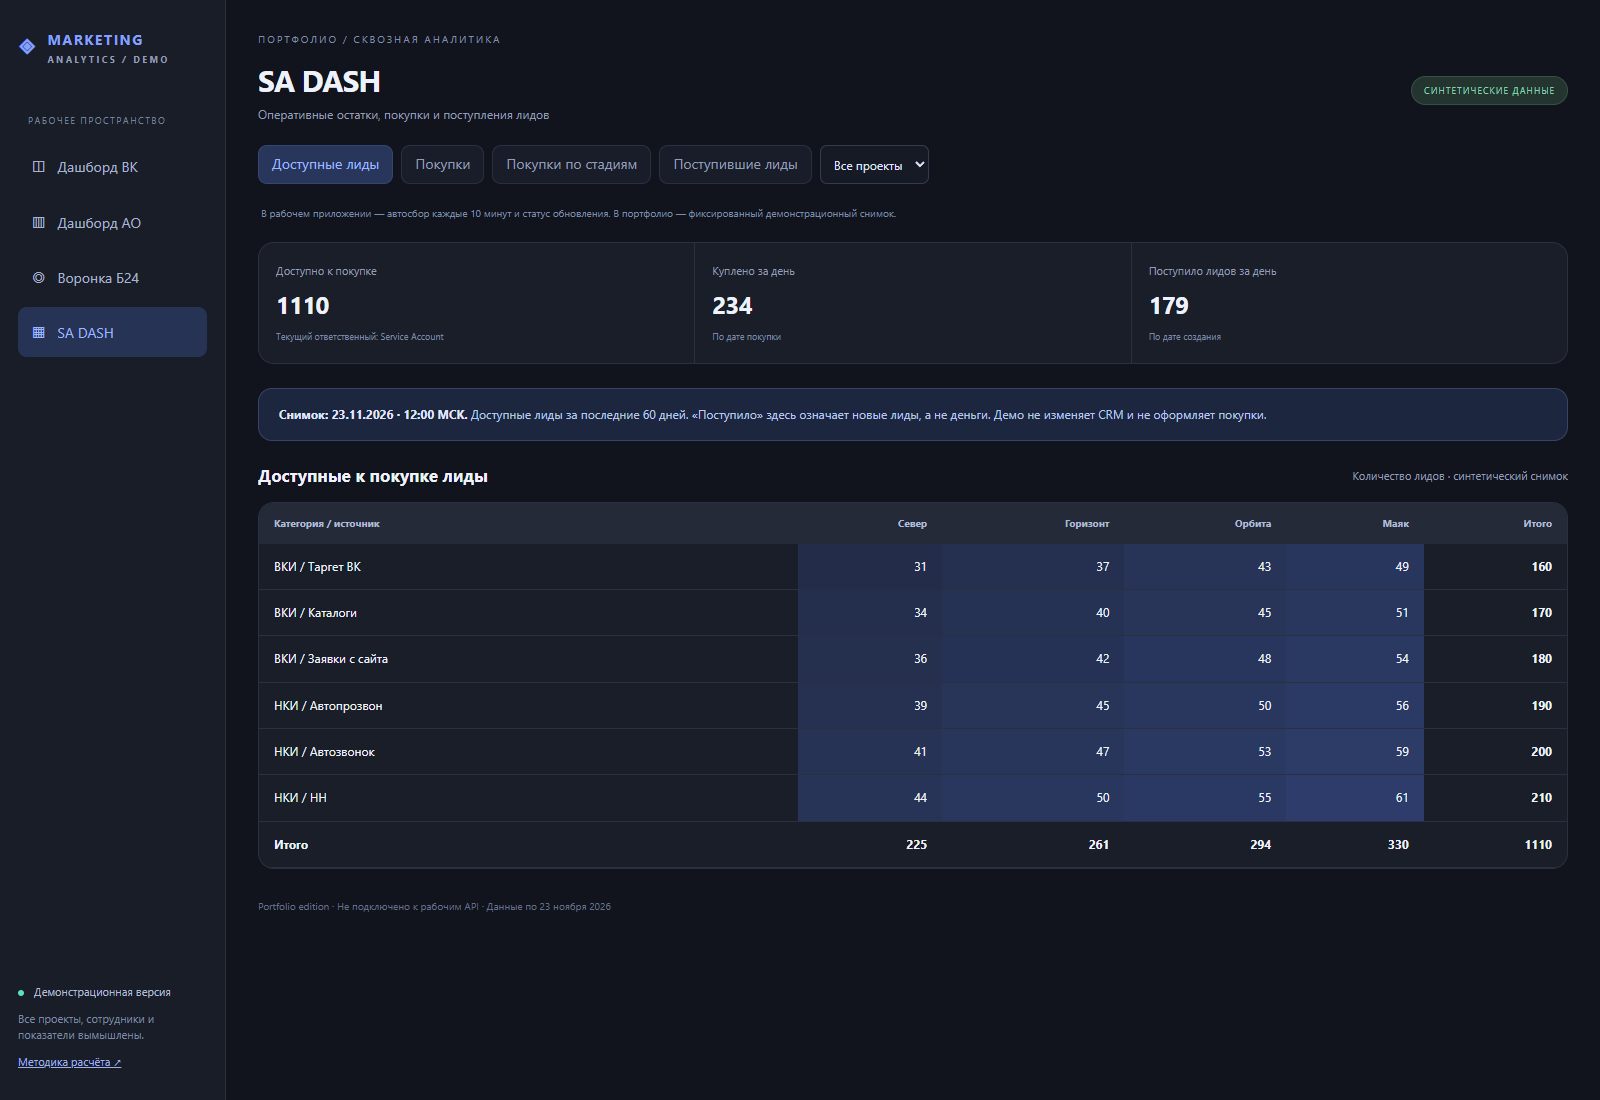 MARKETING
ANALYTICS / DEMO
РАБОЧЕЕ ПРОСТРАНСТВО
Дашборд ВК
Дашборд АО
Воронка Б24
SA DASH
Демонстрационная версия
Все проекты, сотрудники и
показатели вымышлены.
Методика расчёта ↗
ПОРТФОЛИО / СКВОЗНАЯ АНАЛИТИКА
SA DASH
Оперативные остатки, покупки и поступления лидов
СИНТЕТИЧЕСКИЕ ДАННЫЕ
Доступные лиды Покупки Покупки по стадиям Поступившие лиды Все проекты
В рабочем приложении — автосбор каждые 10 минут и статус обновления. В портфолио — фиксированный демонстрационный снимок.
Доступно к покупке
1110
Текущий ответственный: Service Account
Куплено за день
234
По дате покупки
Поступило лидов за день
179
По дате создания
Снимок: 23.11.2026 · 12:00 МСК. Доступные лиды за последние 60 дней. «Поступило» здесь означает новые лиды, а не деньги. Демо не изменяет CRM и не оформляет покупки.
Доступные к покупке лиды
Количество лидов · синтетический снимок
Категория / источник Север Горизонт Орбита Маяк Итого
ВКИ / Таргет ВК 31 37 43 49 160
ВКИ / Каталоги 34 40 45 51 170
ВКИ / Заявки с сайта 36 42 48 54 180
НКИ / Автопрозвон 39 45 50 56 190
НКИ / Автозвонок 41 47 53 59 200
НКИ / НН 44 50 55 61 210
Итого 225 261 294 330 1110
Portfolio edition · Не подключено к рабочим API · Данные по 23 ноября 2026